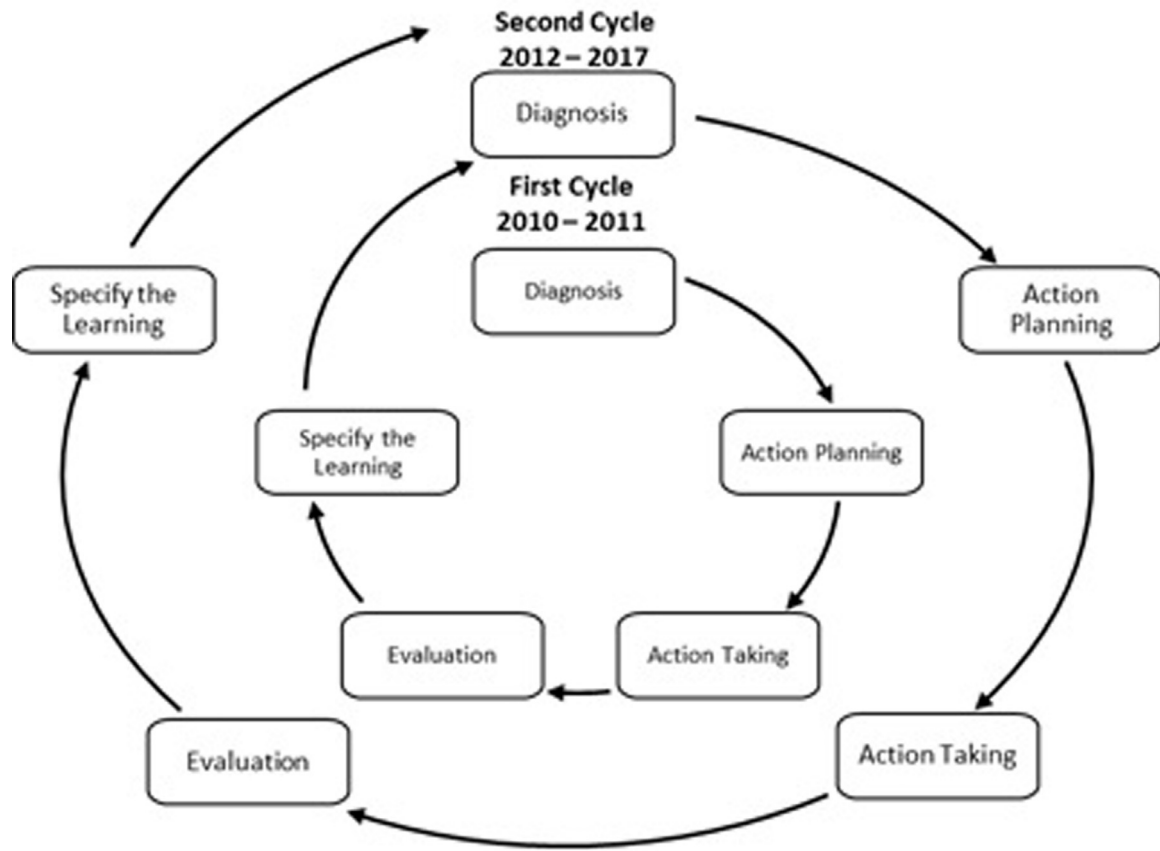 Second Cycle
2012 – 2017
Diagnosis
First Cycle
2010 – 2011
Diagnosis
Specify the
Learning
Action
Planning
Specify the
Learning
Action Planning
Evaluation
Action Taking
Evaluation
Action Taking